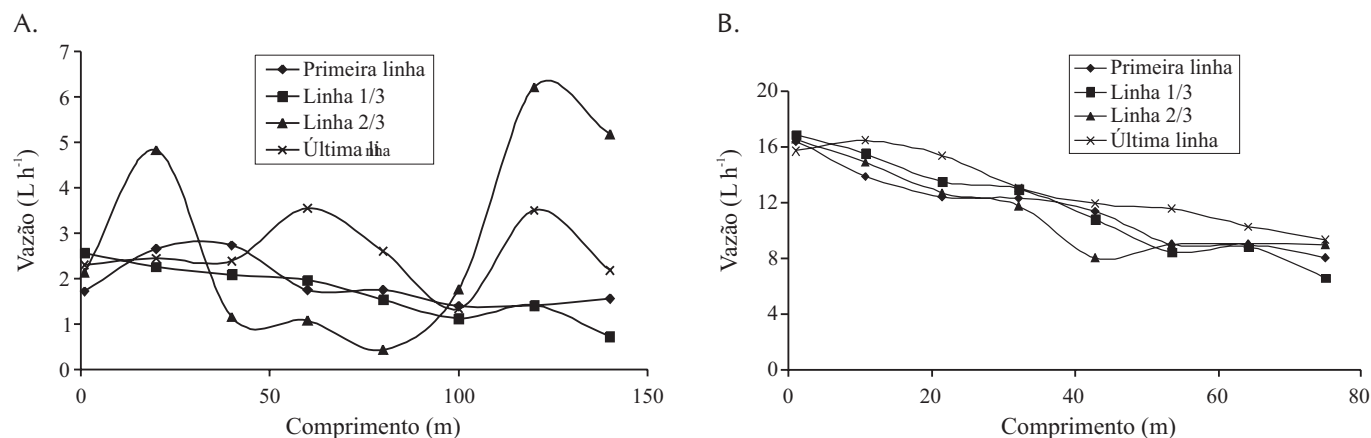 A.
Vazão (L h⁻¹)
7
6
5
4
3
2
1
0
Primeira linha
Linha 1/3
Linha 2/3
Última linha
0 50 100 150
Comprimento (m)
B.
Vazão (L h⁻¹)
20
16
12
8
4
0
Primeira linha
Linha 1/3
Linha 2/3
Última linha
0 20 40 60 80
Comprimento (m)